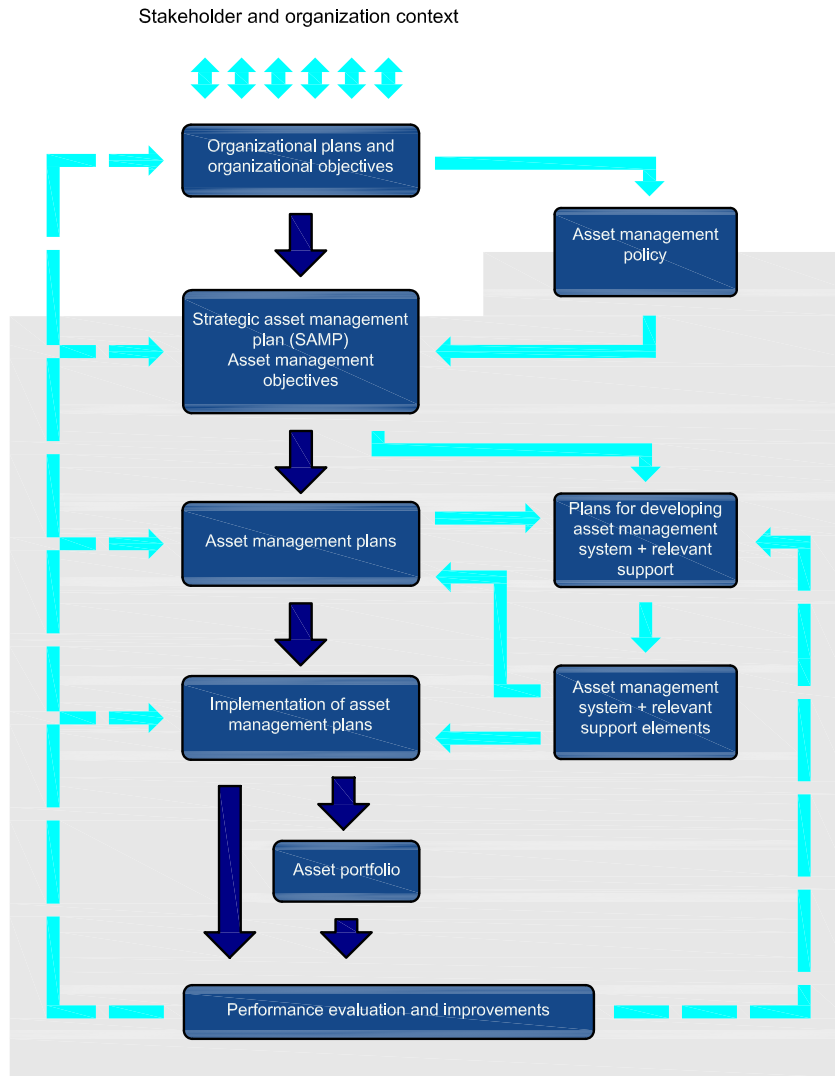 Stakeholder and organization context
Organizational plans and
organizational objectives
Asset management
policy
Strategic asset management
plan (SAMP)
Asset management
objectives
Asset management plans
Plans for developing
asset management
system + relevant
support
Implementation of asset
management plans
Asset management
system + relevant
support elements
Asset portfolio
Performance evaluation and improvements